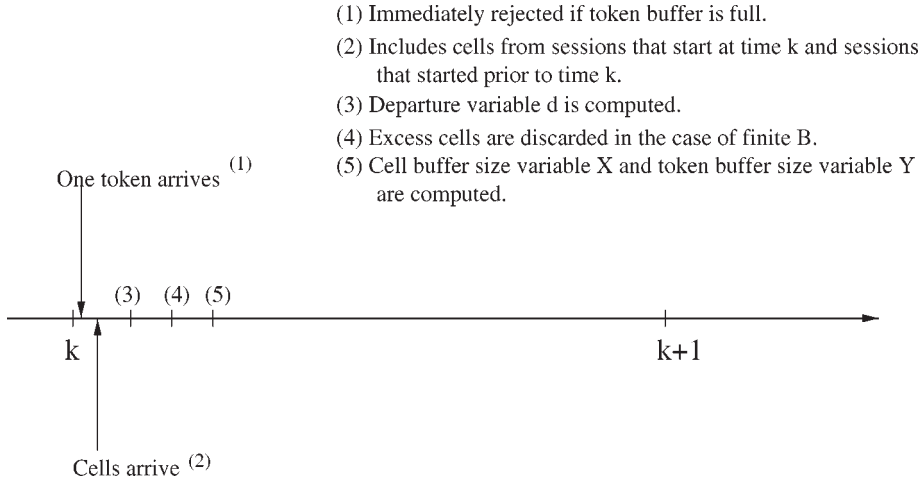 (1) Immediately rejected if token buffer is full.
(2) Includes cells from sessions that start at time k and sessions
that started prior to time k.
(3) Departure variable d is computed.
(4) Excess cells are discarded in the case of finite B.
(5) Cell buffer size variable X and token buffer size variable Y
are computed.
One token arrives (1)
(3) (4) (5)
k k+1
Cells arrive (2)